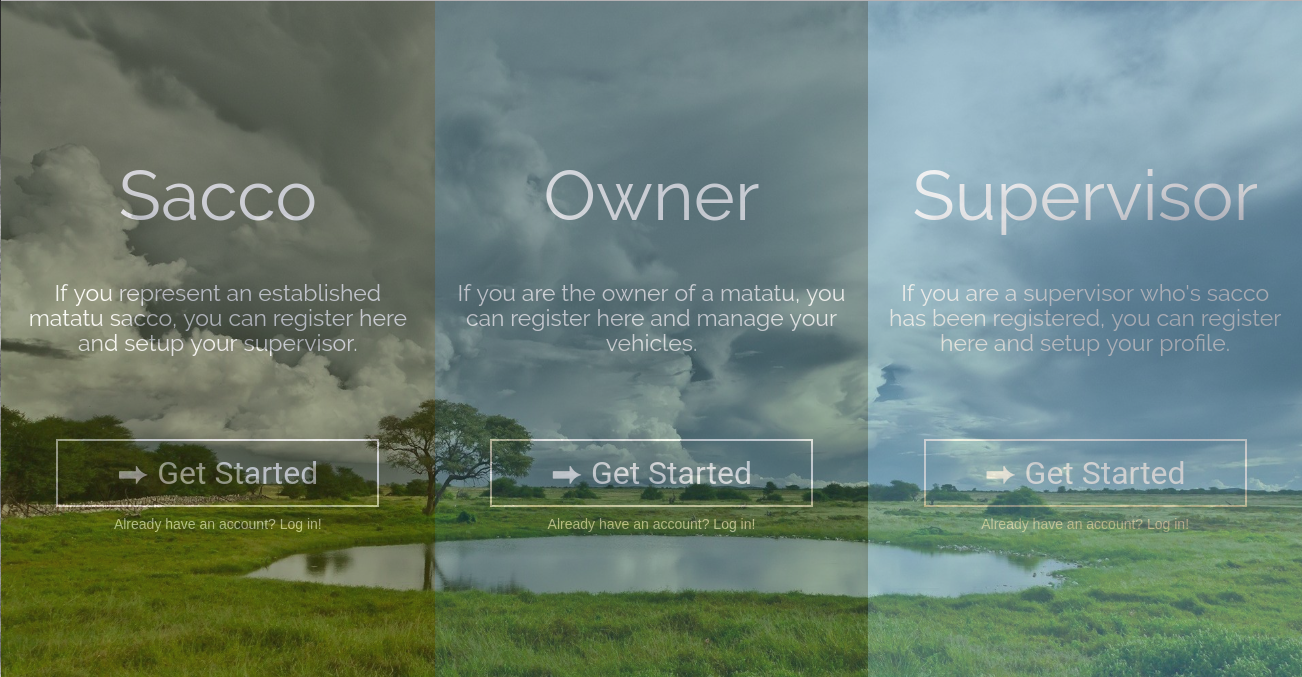 Sacco
If you represent an established
matatu sacco, you can register here
and setup your supervisor.
Get Started
Already have an account? Log in!
Owner
If you are the owner of a matatu, you
can register here and manage your
vehicles.
Get Started
Already have an account? Log in!
Supervisor
If you are a supervisor who's sacco
has been registered, you can register
here and setup your profile.
Get Started
Already have an account? Log in!